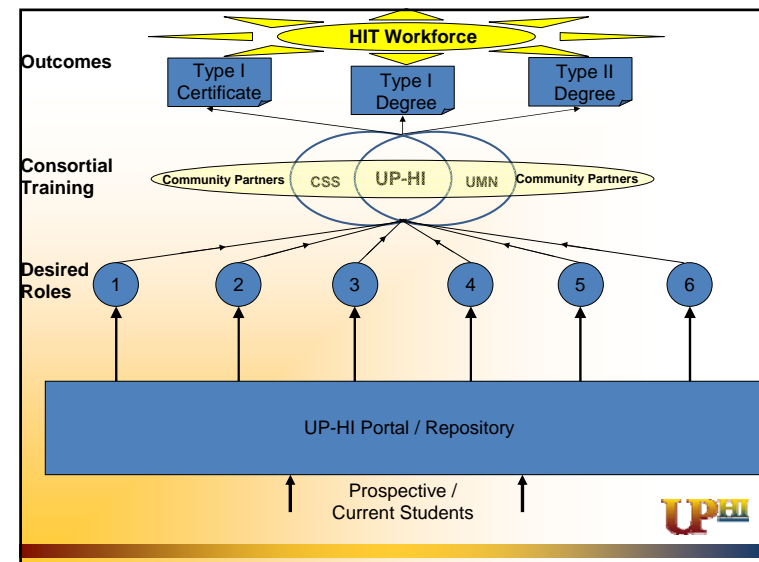 HIT Workforce
Outcomes
Type I
Certificate
Type I
Degree
Type II
Degree
Consortial
Training
Community Partners
CSS
UP-HI
UMN
Community Partners
Desired
Roles
1
2
3
4
5
6
UP-HI Portal / Repository
Prospective /
Current Students
UPHI